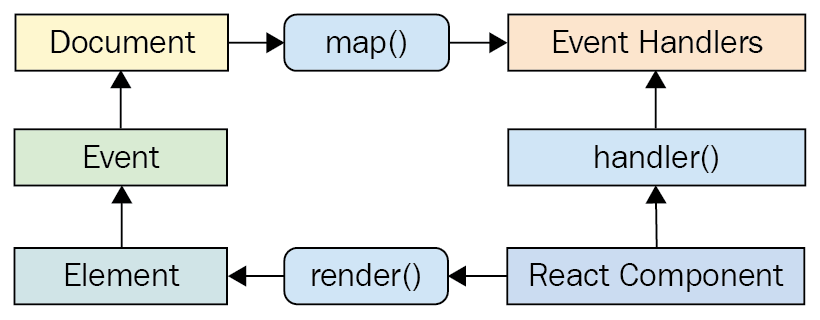 Document
map()
Event Handlers
Event
handler()
Element
render()
React Component